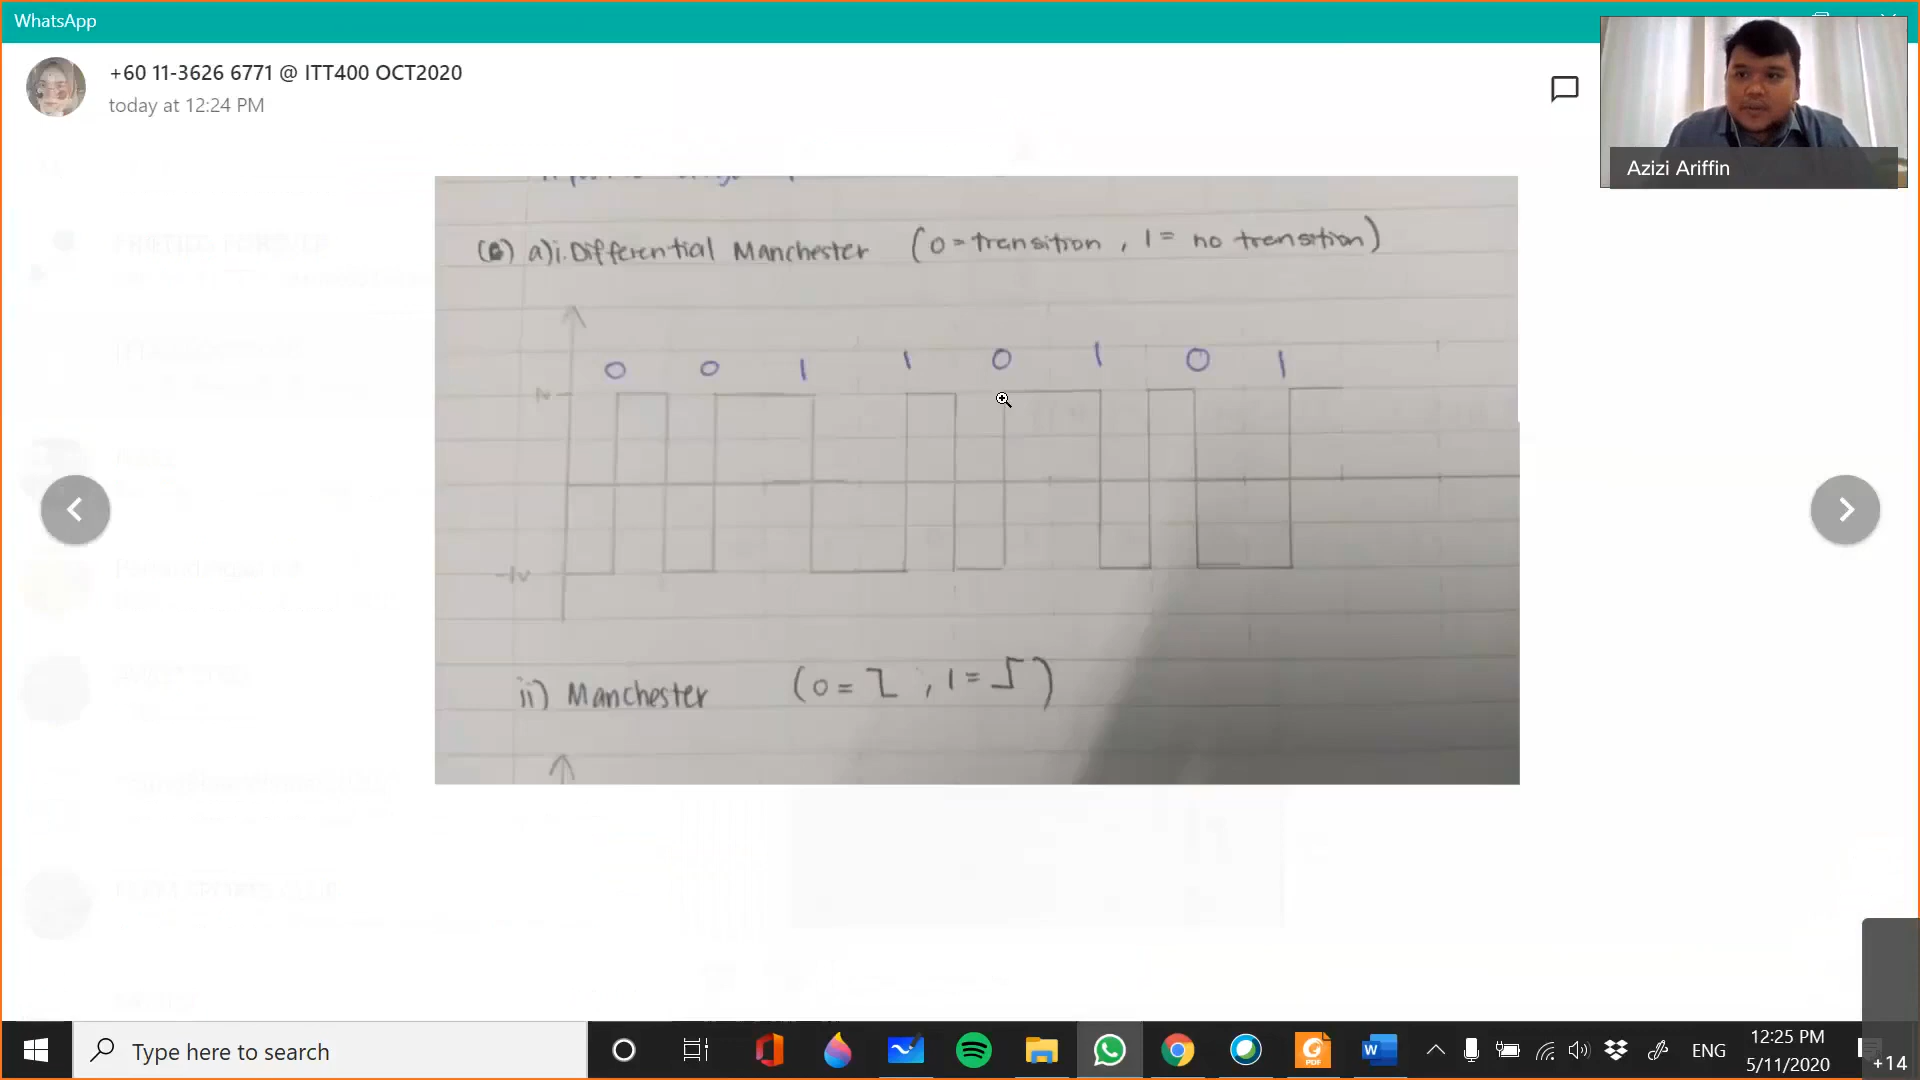 WhatsApp
+60 11-3626 6771 @ ITT400 OCT2020
today at 12:24 PM
Azizi Ariffin
a)i. Differential Manchester (0 = transition, 1 = no transition)
0 0 1 1 0 1 0 1
-1v
ii) Manchester (0 = , 1 = )
Type here to search
PDF
W
ENG
12:25 PM
5/11/2020
+14